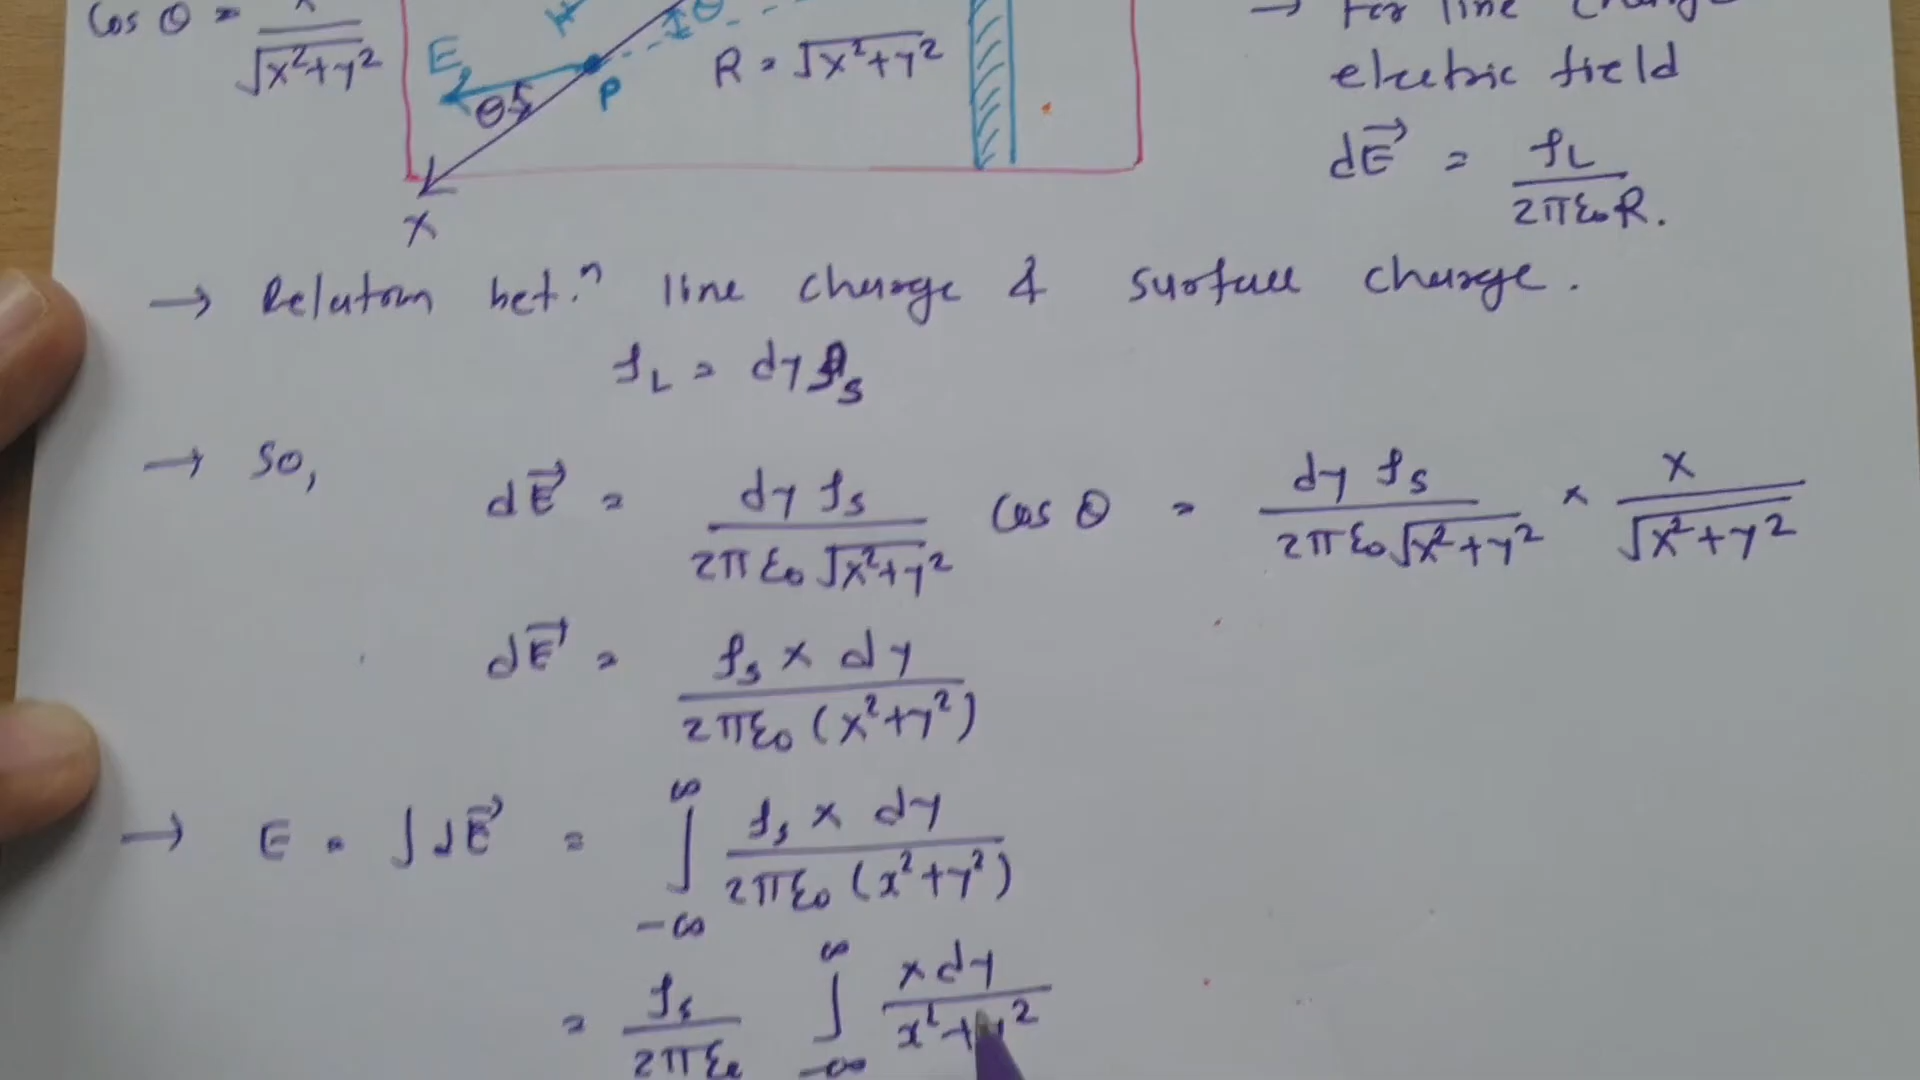 Cos θ = x / √x²+y²
E₂
θ
θ
P
R = √x²+y²
X
→ For line charge
electric field
dE⃗ = ρL / 2πε₀R.
→ Relation bet.ⁿ line charge & surface charge.
ρL = dy ρs
→ So, dE⃗ = dy ρs / 2πε₀√x²+y² Cos θ = dy ρs / 2πε₀√x²+y² × x / √x²+y²
dE⃗ = ρs x dy / 2πε₀(x²+y²)
→ E = ∫dE⃗ = ∫_{-∞}^{∞} ρs x dy / 2πε₀(x²+y²)
= ρs / 2πε₀ ∫_{-∞}^{∞} x dy / x²+y²